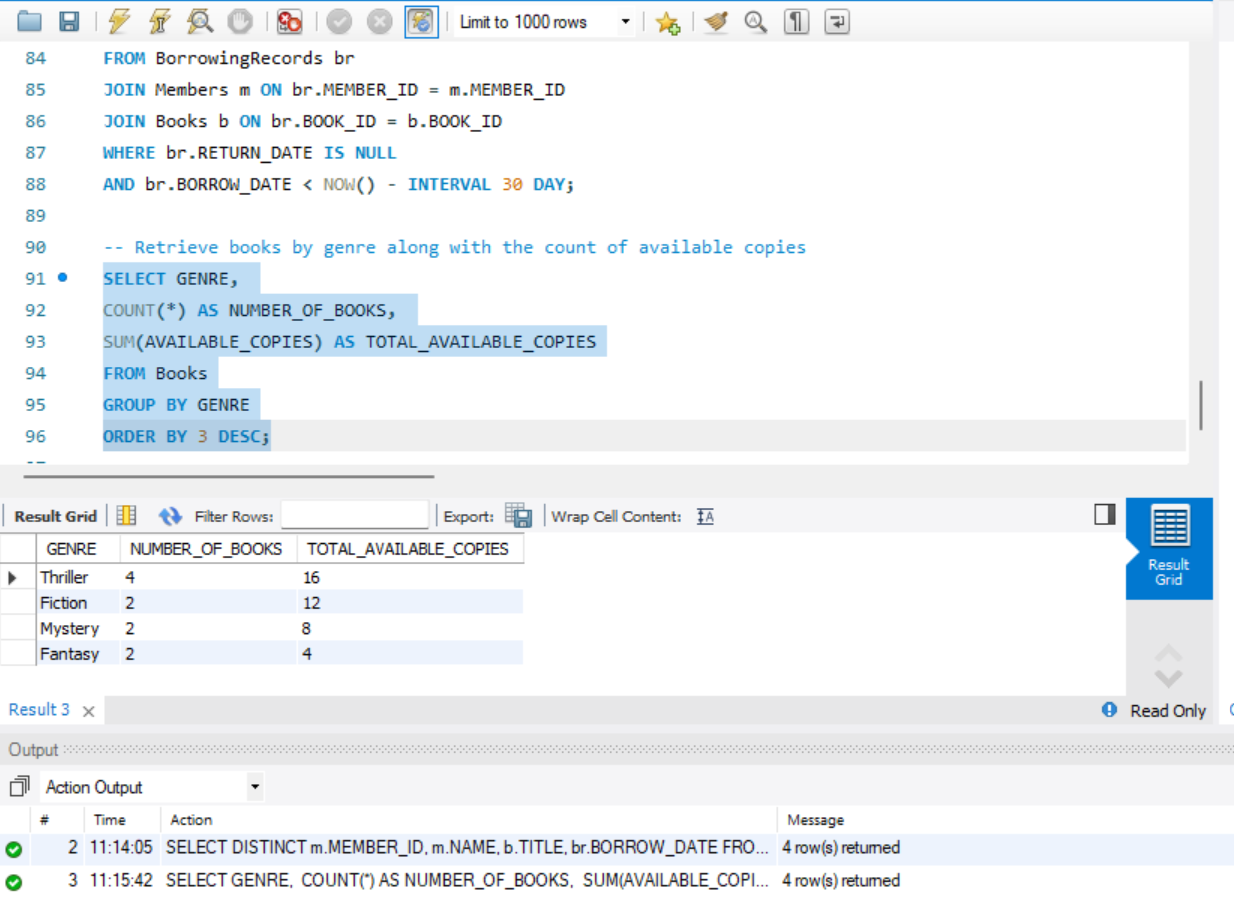 Limit to 1000 rows
84 FROM BorrowingRecords br
85 JOIN Members m ON br.MEMBER_ID = m.MEMBER_ID
86 JOIN Books b ON br.BOOK_ID = b.BOOK_ID
87 WHERE br.RETURN_DATE IS NULL
88 AND br.BORROW_DATE < NOW() - INTERVAL 30 DAY;
89
90 -- Retrieve books by genre along with the count of available copies
91 SELECT GENRE,
92 COUNT(*) AS NUMBER_OF_BOOKS,
93 SUM(AVAILABLE_COPIES) AS TOTAL_AVAILABLE_COPIES
94 FROM Books
95 GROUP BY GENRE
96 ORDER BY 3 DESC;
Result Grid Filter Rows: Export: Wrap Cell Content: IA
Result Grid
GENRE NUMBER_OF_BOOKS TOTAL_AVAILABLE_COPIES
Thriller 4 16
Fiction 2 12
Mystery 2 8
Fantasy 2 4
Result 3 Read Only
Output
Action Output
# Time Action Message
2 11:14:05 SELECT DISTINCT m.MEMBER_ID, m.NAME, b.TITLE, br.BORROW_DATE FRO... 4 row(s) returned
3 11:15:42 SELECT GENRE, COUNT(*) AS NUMBER_OF_BOOKS, SUM(AVAILABLE_COPI... 4 row(s) returned